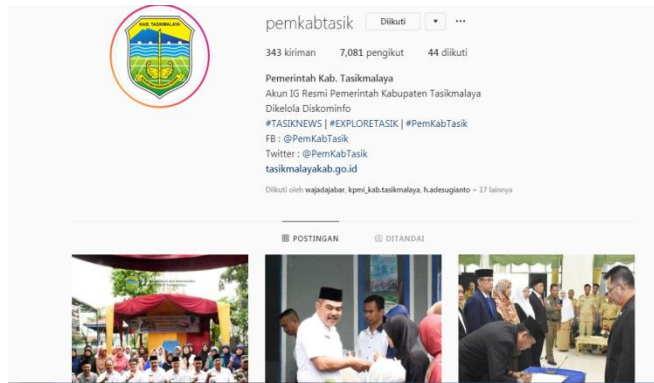 KAB. TASIKMALAYA
pemkabtasik Diikuti
343 kiriman 7,081 pengikut 44 diikuti
Pemerintah Kab. Tasikmalaya
Akun IG Resmi Pemerintah Kabupaten Tasikmalaya
Dikelola Diskominfo
#TASIKNEWS | #EXPLORETASIK | #PemKabTasik
FB : @PemKabTasik
Twitter : @PemKabTasik
tasikmalayakab.go.id
Diikuti oleh wajadajabar, kpmi_kab.tasikmalaya, h.adesugianto + 17 lainnya
POSTINGAN DITANDAI